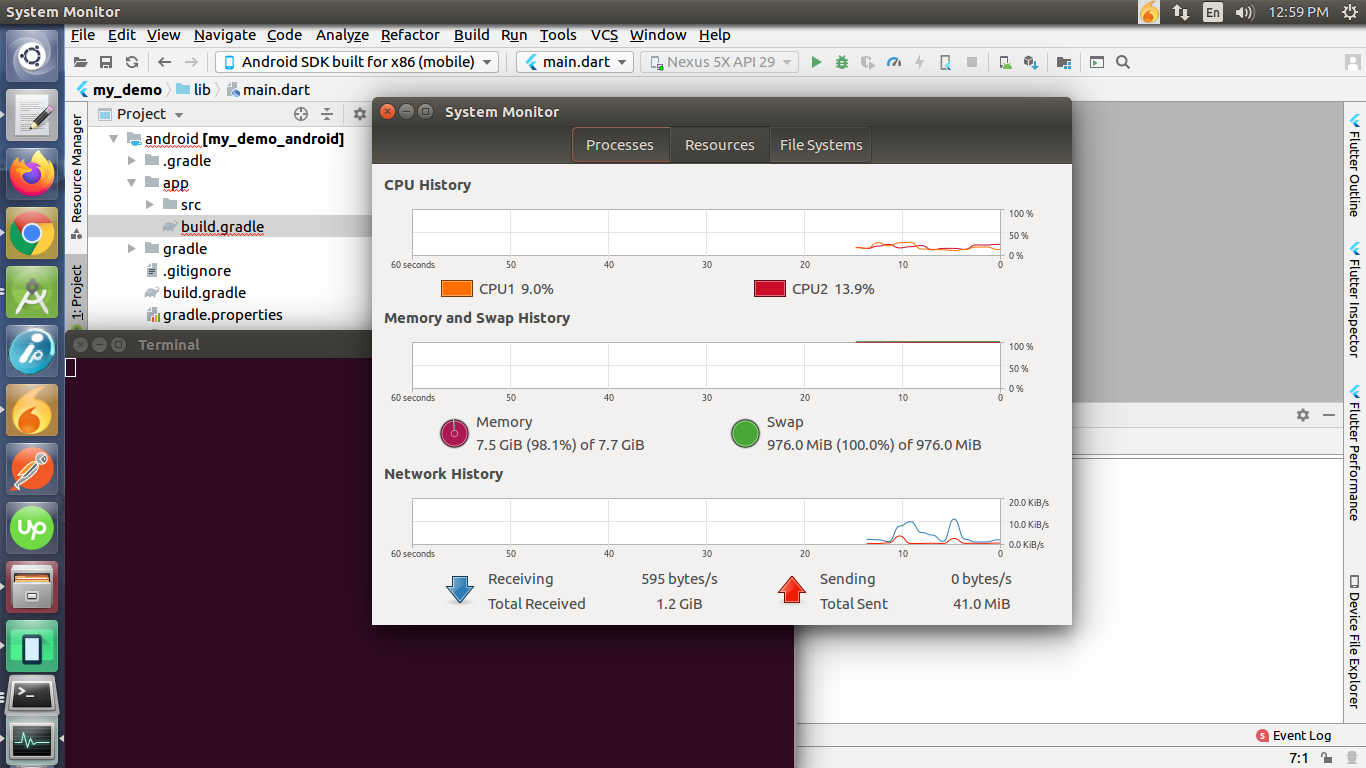 System Monitor
En
12:59 PM
File Edit View Navigate Code Analyze Refactor Build Run Tools VCS Window Help
Android SDK built for x86 (mobile)
main.dart
Nexus 5X API 29
my_demo
lib
main.dart
Resource Manager
1: Project
Project
android [my_demo_android]
.gradle
app
src
build.gradle
gradle
.gitignore
build.gradle
gradle.properties
Terminal
System Monitor
Processes
Resources
File Systems
CPU History
100 %
50 %
0 %
60 seconds 50 40 30 20 10 0
CPU1 9.0%
CPU2 13.9%
Memory and Swap History
100 %
50 %
0 %
60 seconds 50 40 30 20 10 0
Memory
7.5 GiB (98.1%) of 7.7 GiB
Swap
976.0 MiB (100.0%) of 976.0 MiB
Network History
20.0 KiB/s
10.0 KiB/s
0.0 KiB/s
60 seconds 50 40 30 20 10 0
Receiving 595 bytes/s
Total Received 1.2 GiB
Sending 0 bytes/s
Total Sent 41.0 MiB
Flutter Outline
Flutter Inspector
Flutter Performance
Device File Explorer
up
ip
5 Event Log
7:1